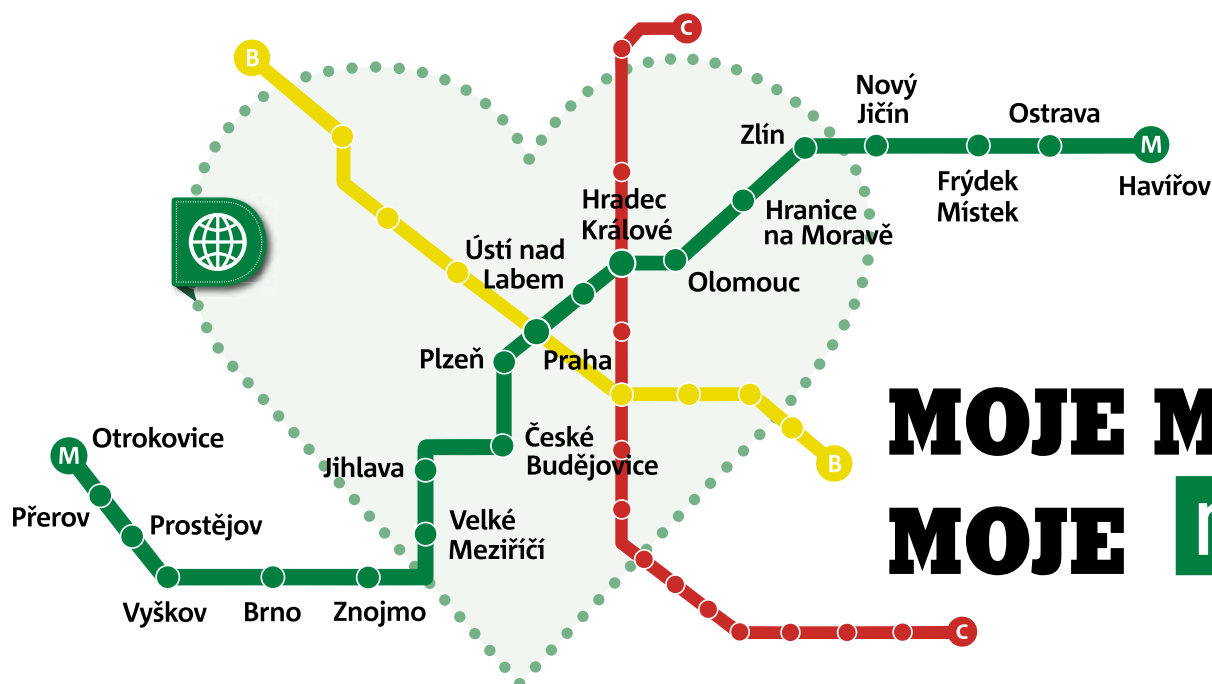 C
B
Nový
Jičín
Ostrava
Zlín
M
Frýdek
Místek
Havířov
Hradec
Králové
Hranice
na Moravě
Ústí nad
Labem
Olomouc
Plzeň
Praha
MOJE M
Otrokovice
M
České
Budějovice
Jihlava
B
Přerov
Prostějov
Velké
Meziříčí
MOJE
Vyškov
Brno
Znojmo
C